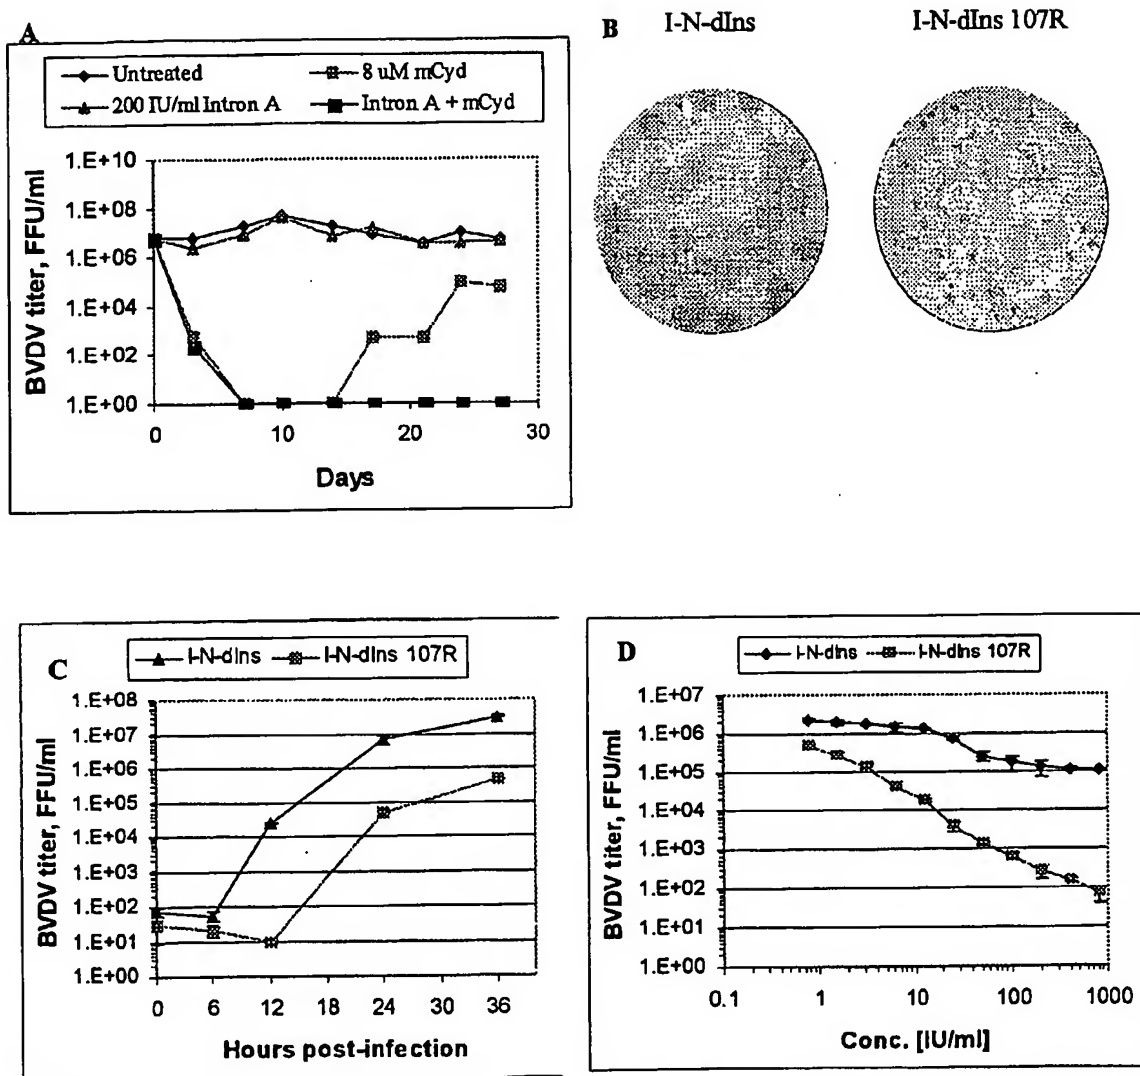 A
Untreated
8 uM mCyd
200 IU/ml Intron A
Intron A + mCyd
1.E+10
1.E+08
1.E+06
1.E+04
1.E+02
1.E+00
BVDV titer, FFU/ml
0
10
20
30
Days
B
I-N-dIns
I-N-dIns 107R
C
I-N-dIns
I-N-dIns 107R
1.E+08
1.E+07
1.E+06
1.E+05
1.E+04
1.E+03
1.E+02
1.E+01
1.E+00
BVDV titer, FFU/ml
0
6
12
18
24
30
36
Hours post-infection
D
I-N-dIns
I-N-dIns 107R
1.E+07
1.E+06
1.E+05
1.E+04
1.E+03
1.E+02
1.E+01
1.E+00
BVDV titer, FFU/ml
0.1
1
10
100
1000
Conc. [IU/ml]